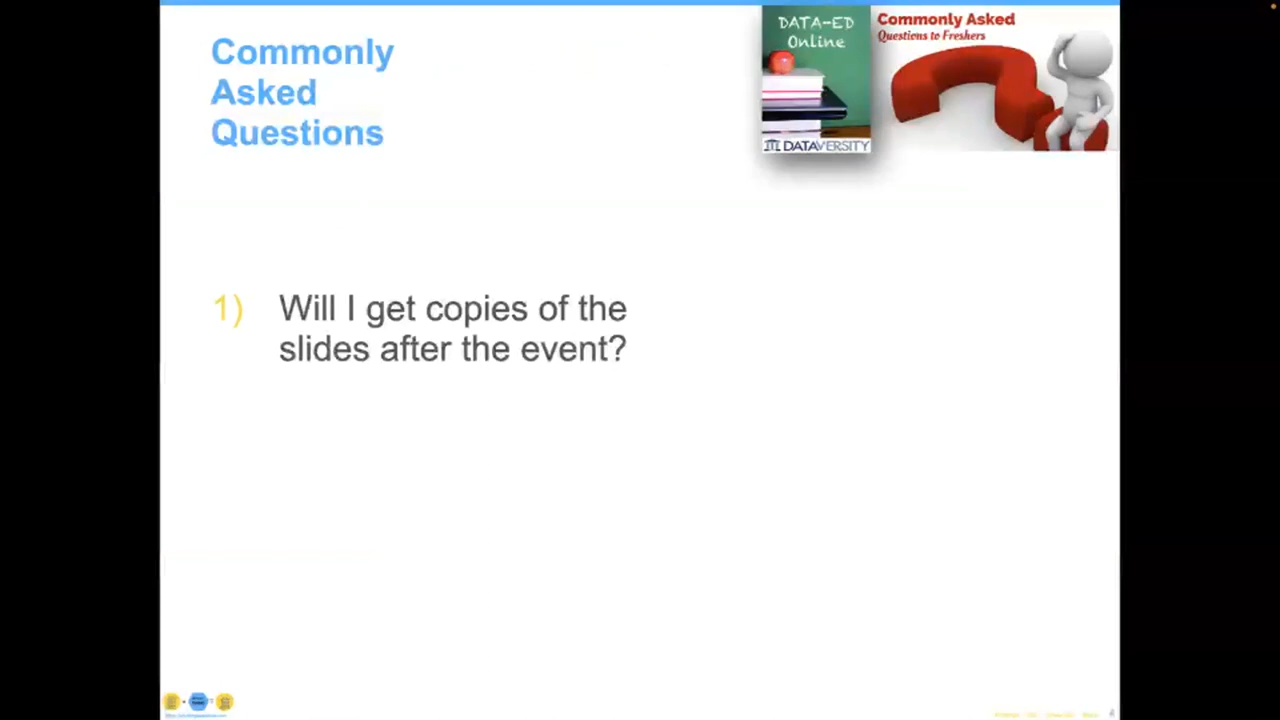 Commonly
Asked
Questions
DATA-ED
Online
DATAVERSITY
Commonly Asked
Questions to Freshers
1) Will I get copies of the
slides after the event?